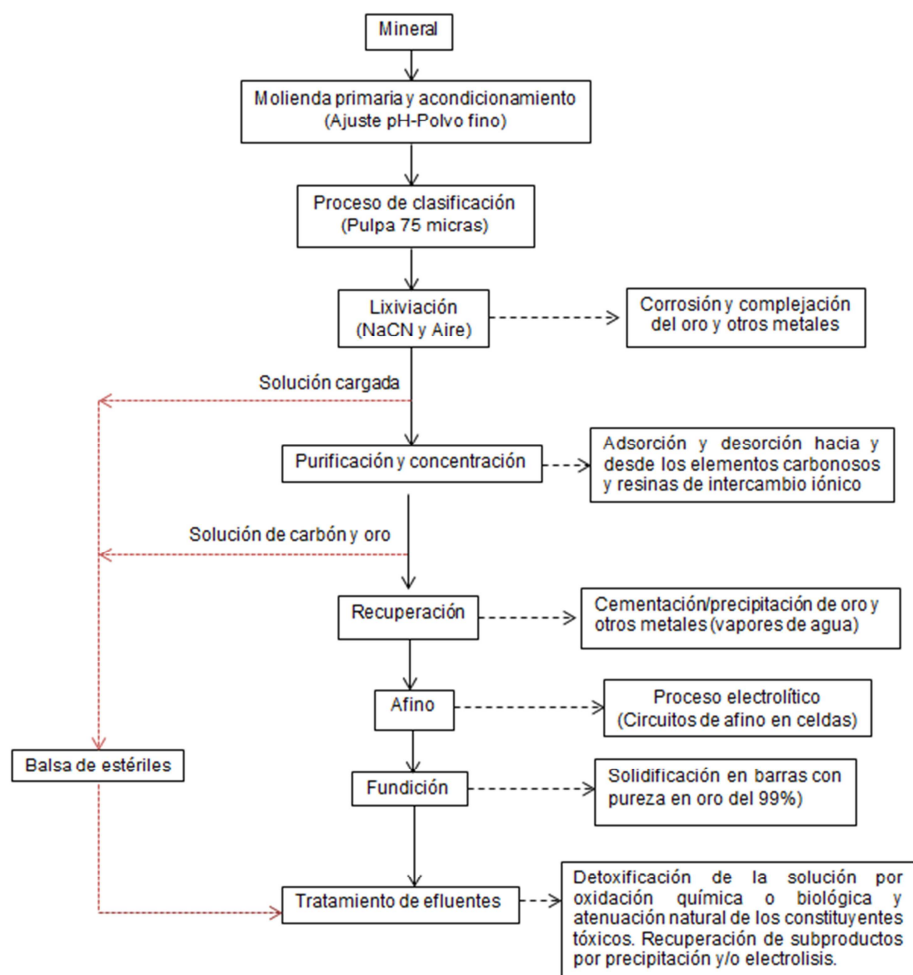 Mineral
Molienda primaria y acondicionamiento
(Ajuste pH-Polvo fino)
Proceso de clasificación
(Pulpa 75 micras)
Lixiviación
(NaCN y Aire)
Corrosión y complejación
del oro y otros metales
Solución cargada
Purificación y concentración
Adsorción y desorción hacia y
desde los elementos carbonosos
y resinas de intercambio iónico
Solución de carbón y oro
Recuperación
Cementación/precipitación de oro y
otros metales (vapores de agua)
Afino
Proceso electrolítico
(Circuitos de afino en celdas)
Balsa de estériles
Fundición
Solidificación en barras con
pureza en oro del 99%)
Tratamiento de efluentes
Detoxificación de la solución por
oxidación química o biológica y
atenuación natural de los constituyentes
tóxicos. Recuperación de subproductos
por precipitación y/o electrolisis.